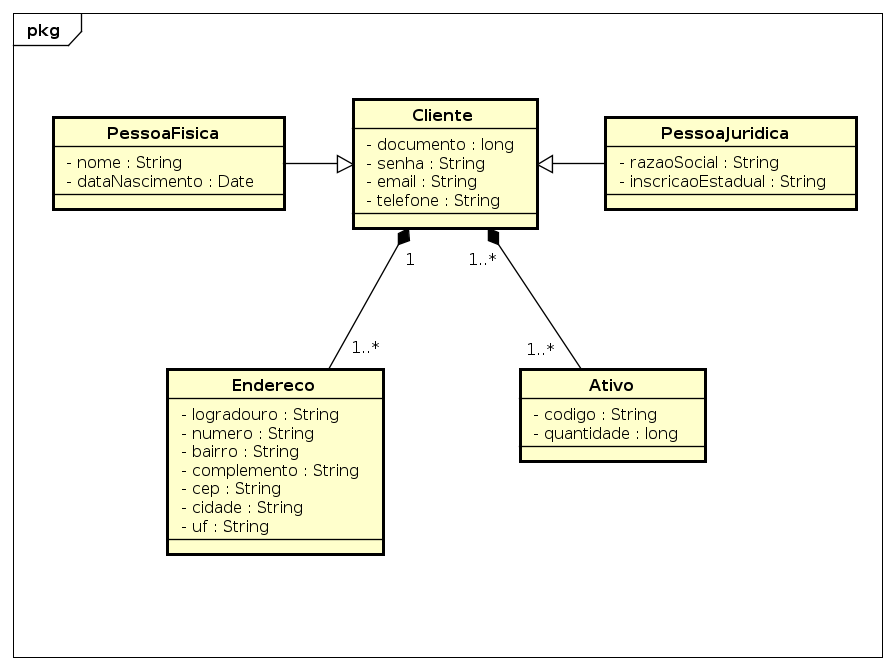 pkg
PessoaFisica
- nome : String
- dataNascimento : Date
Cliente
- documento : long
- senha : String
- email : String
- telefone : String
PessoaJuridica
- razaoSocial : String
- inscricaoEstadual : String
1
1..*
1..*
1..*
Endereco
- logradouro : String
- numero : String
- bairro : String
- complemento : String
- cep : String
- cidade : String
- uf : String
Ativo
- codigo : String
- quantidade : long